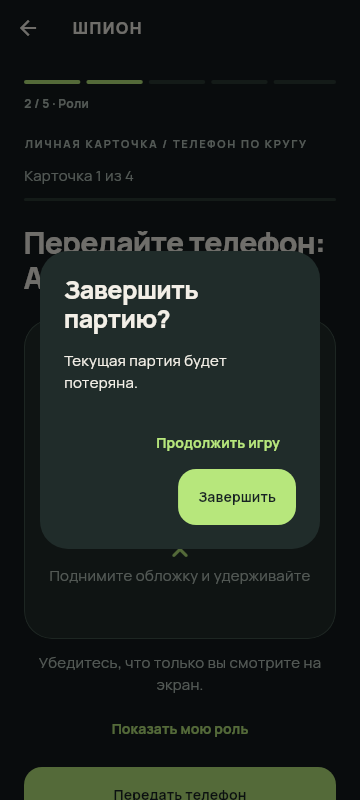 ШПИОН
2 / 5 · Роли
ЛИЧНАЯ КАРТОЧКА / ТЕЛЕФОН ПО КРУГУ
Карточка 1 из 4
Передайте телефон:
Завершить
партию?
Текущая партия будет
потеряна.
Продолжить игру
Завершить
Поднимите обложку и удерживайте
Убедитесь, что только вы смотрите на
экран.
Показать мою роль
Передать телефон